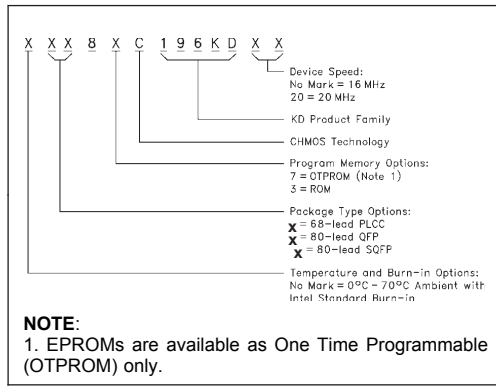 X XX 8 X C 196KD XX
Device Speed:
No Mark = 16 MHz
20 = 20 MHz
KD Product Family
CHMOS Technology
Program Memory Options:
7 = OTPROM (Note 1)
3 = ROM
Package Type Options:
x = 68-lead PLCC
x = 80-lead QFP
x = 80-lead SQFP
Temperature and Burn-in Options:
No Mark = 0°C - 70°C Ambient with
Intel Standard Burn-in
NOTE:
1. EPROMs are available as One Time Programmable
(OTPROM) only.